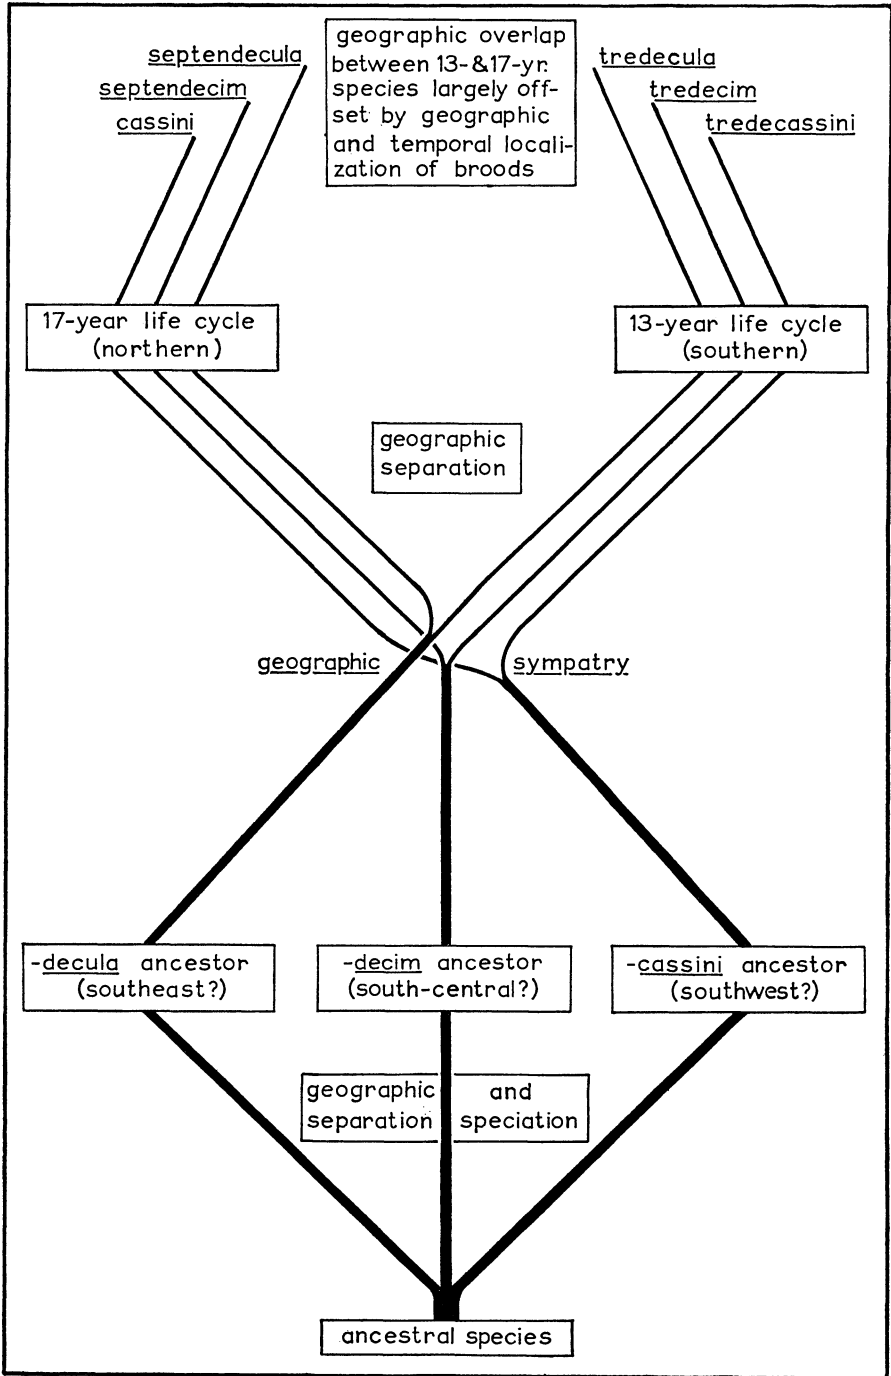 septendecula
septendecim
cassini
geographic overlap
between 13-&17-yr.
species largely off-
set by geographic
and temporal locali-
zation of broods
tredecula
tredecim
tredecassini
17-year life cycle
(northern)
13-year life cycle
(southern)
geographic
separation
geographic sympatry
-decula ancestor
(southeast?)
-decim ancestor
(south-central?)
-cassini ancestor
(southwest?)
geographic and
separation speciation
ancestral species